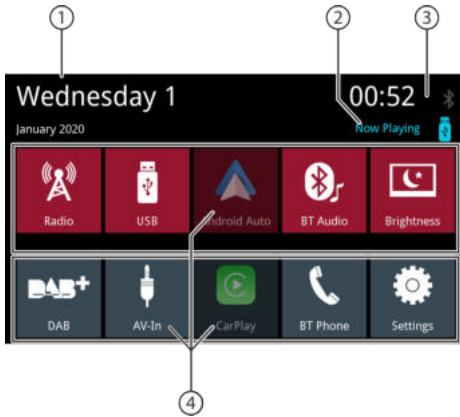 1
2
3
Wednesday 1
00:52
January 2020
Now Playing
Radio
USB
Android Auto
BT Audio
Brightness
DAB+
DAB
AV-In
CarPlay
BT Phone
Settings
4